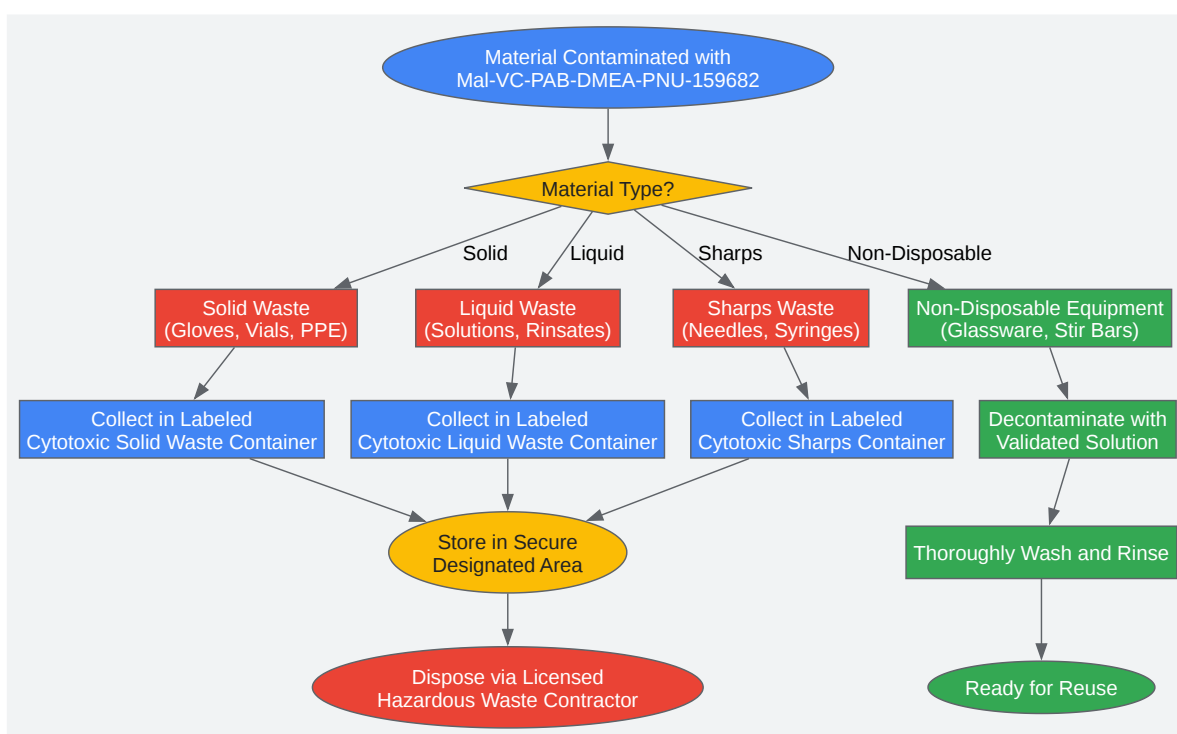 Material Contaminated with
Mal-VC-PAB-DMEA-PNU-159682
Material Type?
Solid
Liquid
Sharps
Non-Disposable
Solid Waste
(Gloves, Vials, PPE)
Liquid Waste
(Solutions, Rinsates)
Sharps Waste
(Needles, Syringes)
Non-Disposable Equipment
(Glassware, Stir Bars)
Collect in Labeled
Cytotoxic Solid Waste Container
Collect in Labeled
Cytotoxic Liquid Waste Container
Collect in Labeled
Cytotoxic Sharps Container
Decontaminate with
Validated Solution
Store in Secure
Designated Area
Thoroughly Wash and Rinse
Dispose via Licensed
Hazardous Waste Contractor
Ready for Reuse